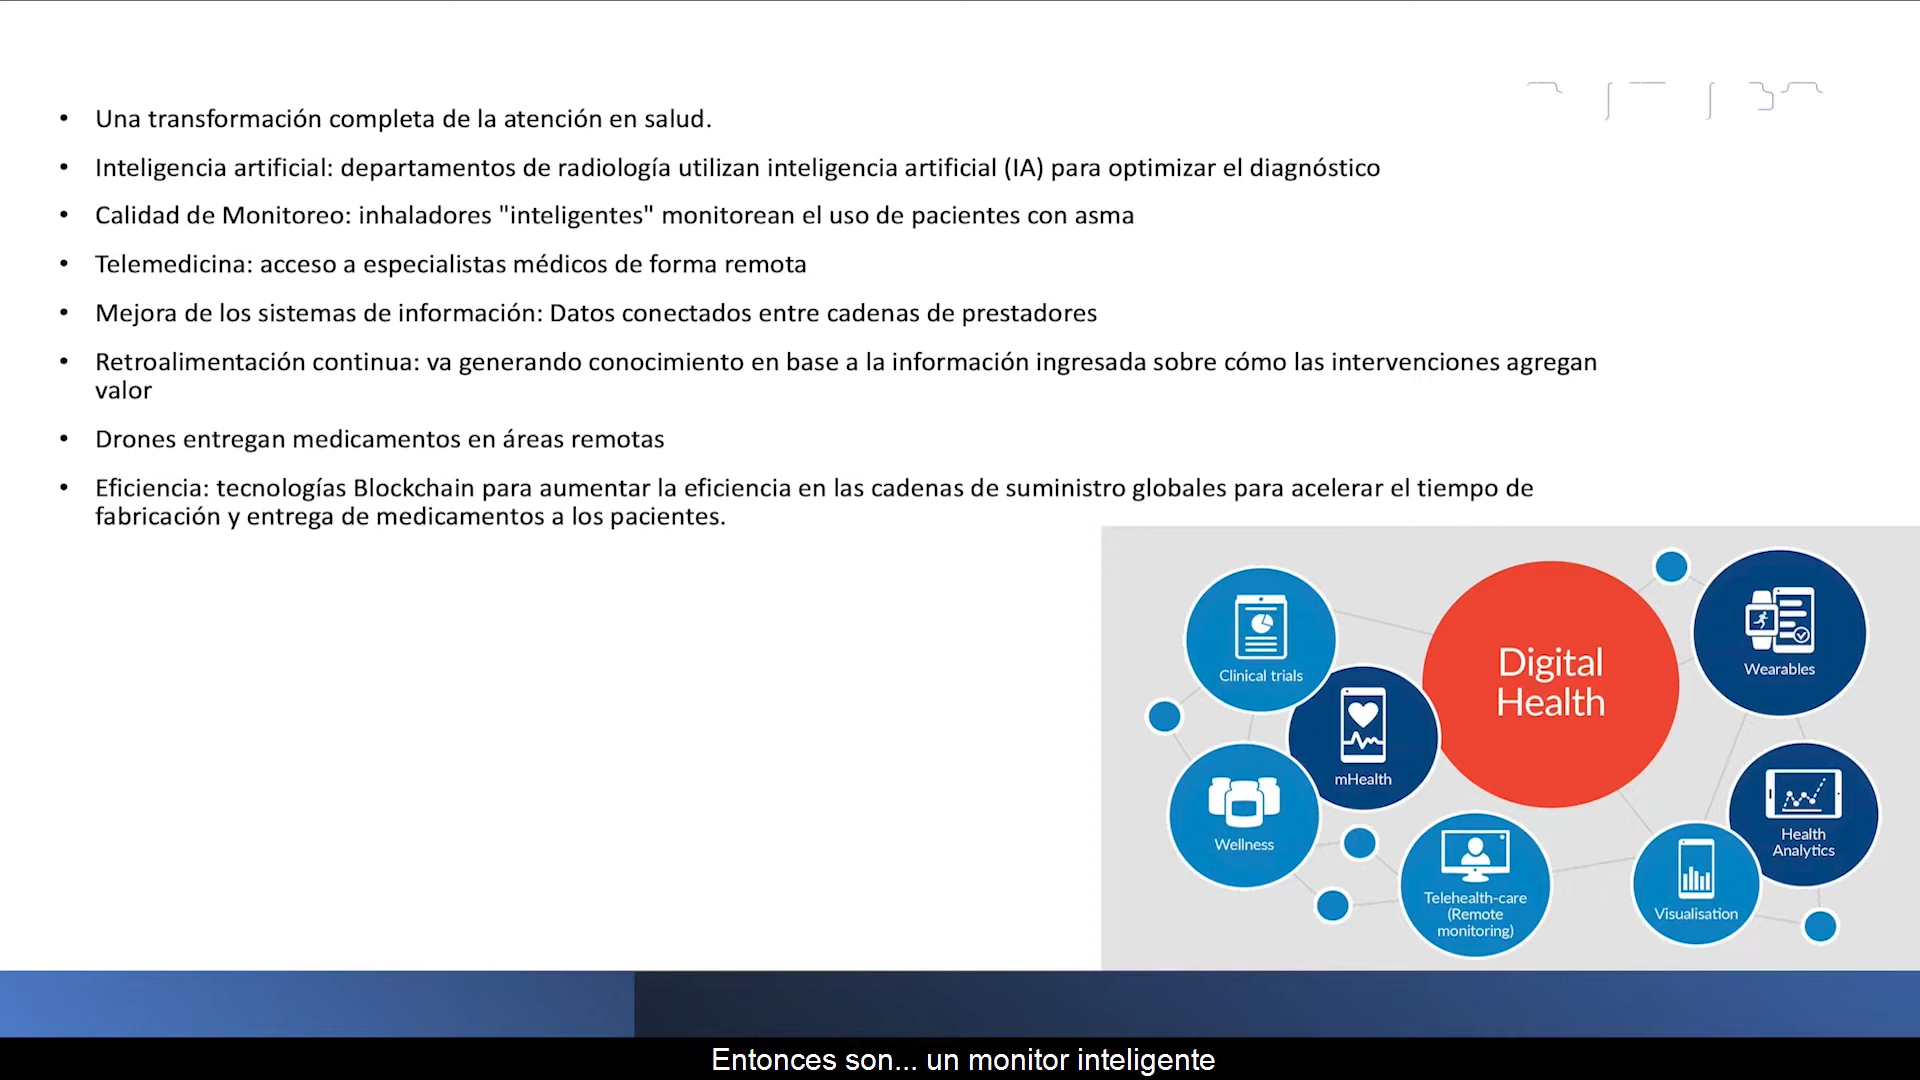 • Una transformación completa de la atención en salud.
• Inteligencia artificial: departamentos de radiología utilizan inteligencia artificial (IA) para optimizar el diagnóstico
• Calidad de Monitoreo: inhaladores "inteligentes" monitorean el uso de pacientes con asma
• Telemedicina: acceso a especialistas médicos de forma remota
• Mejora de los sistemas de información: Datos conectados entre cadenas de prestadores
• Retroalimentación continua: va generando conocimiento en base a la información ingresada sobre cómo las intervenciones agregan
valor
• Drones entregan medicamentos en áreas remotas
• Eficiencia: tecnologías Blockchain para aumentar la eficiencia en las cadenas de suministro globales para acelerar el tiempo de
fabricación y entrega de medicamentos a los pacientes.
Clinical trials
mHealth
Wellness
Digital
Health
Telehealth-care
(Remote
monitoring)
Wearables
Health
Analytics
Visualisation
Entonces son... un monitor inteligente